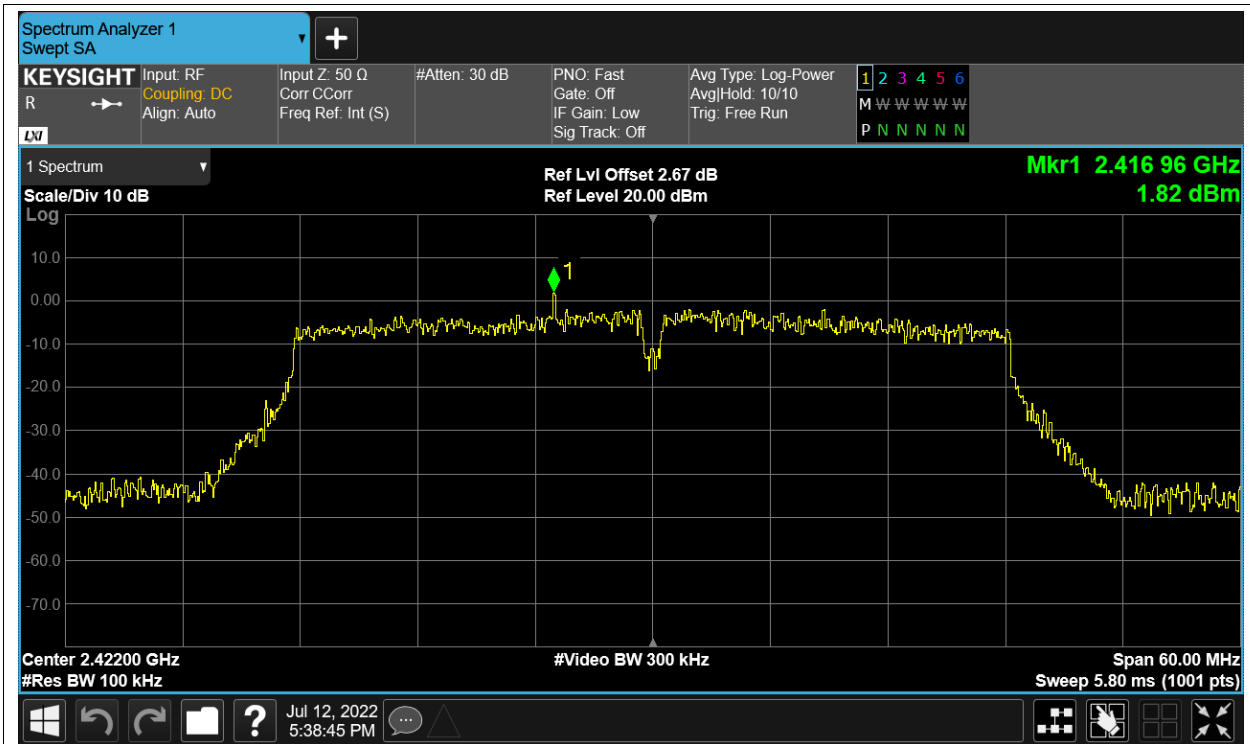 Spectrum Analyzer 1
Swept SA
KEYSIGHT
R
LXI
Input: RF
Coupling: DC
Align: Auto
Input Z: 50 Ω
Corr CCorr
Freq Ref: Int (S)
#Atten: 30 dB
PNO: Fast
Gate: Off
IF Gain: Low
Sig Track: Off
Avg Type: Log-Power
Avg|Hold: 10/10
Trig: Free Run
1 2 3 4 5 6
M W W W W W W
P N N N N N N
1 Spectrum
Scale/Div 10 dB
Ref Lvl Offset 2.67 dB
Ref Level 20.00 dBm
Mkr1 2.416 96 GHz
1.82 dBm
Log
10.0
0.00
-10.0
-20.0
-30.0
-40.0
-50.0
-60.0
-70.0
1
Center 2.42200 GHz
#Res BW 100 kHz
#Video BW 300 kHz
Span 60.00 MHz
Sweep 5.80 ms (1001 pts)
?
Jul 12, 2022
5:38:45 PM